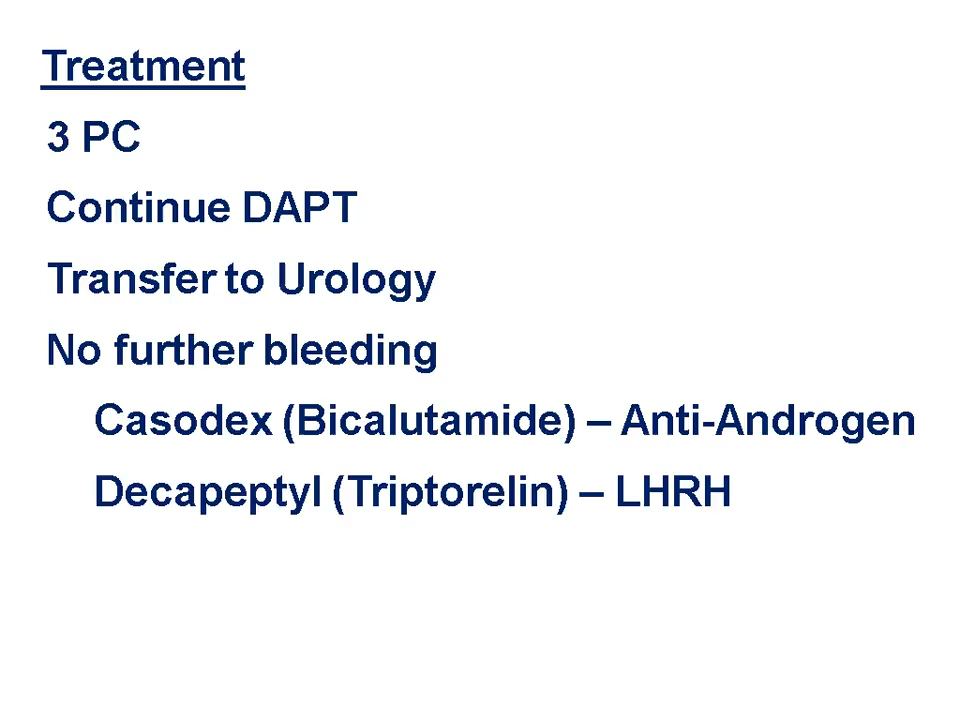 Treatment
3 PC
Continue DAPT
Transfer to Urology
No further bleeding
Casodex (Bicalutamide) – Anti-Androgen
Decapeptyl (Triptorelin) – LHRH